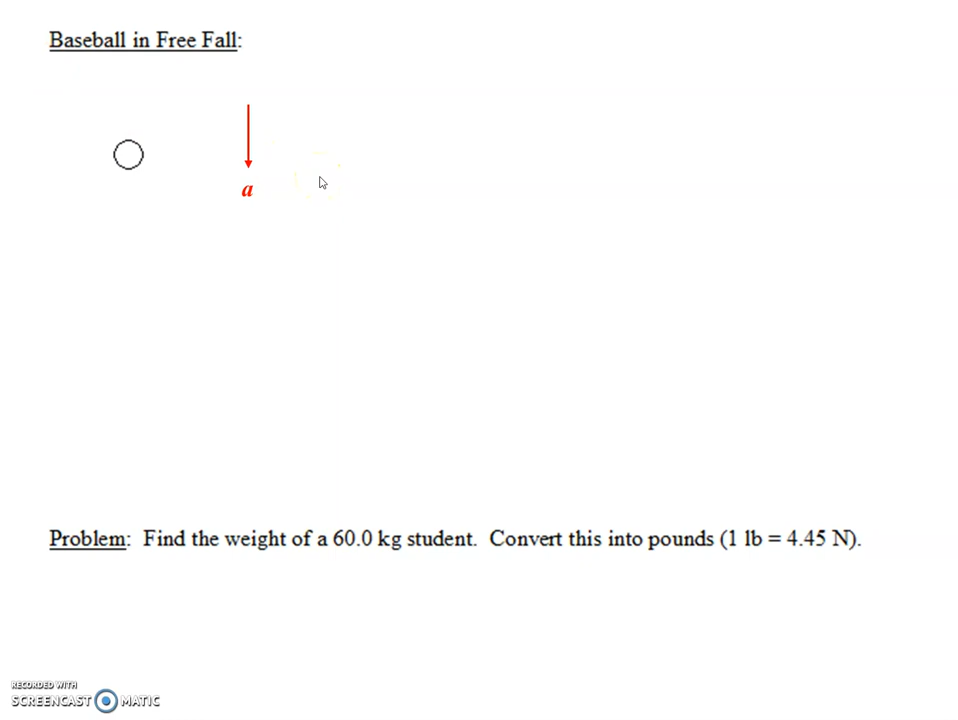 Baseball in Free Fall:
a
Problem: Find the weight of a 60.0 kg student. Convert this into pounds (1 lb = 4.45 N).
RECORDED WITH
SCREENCAST MATIC